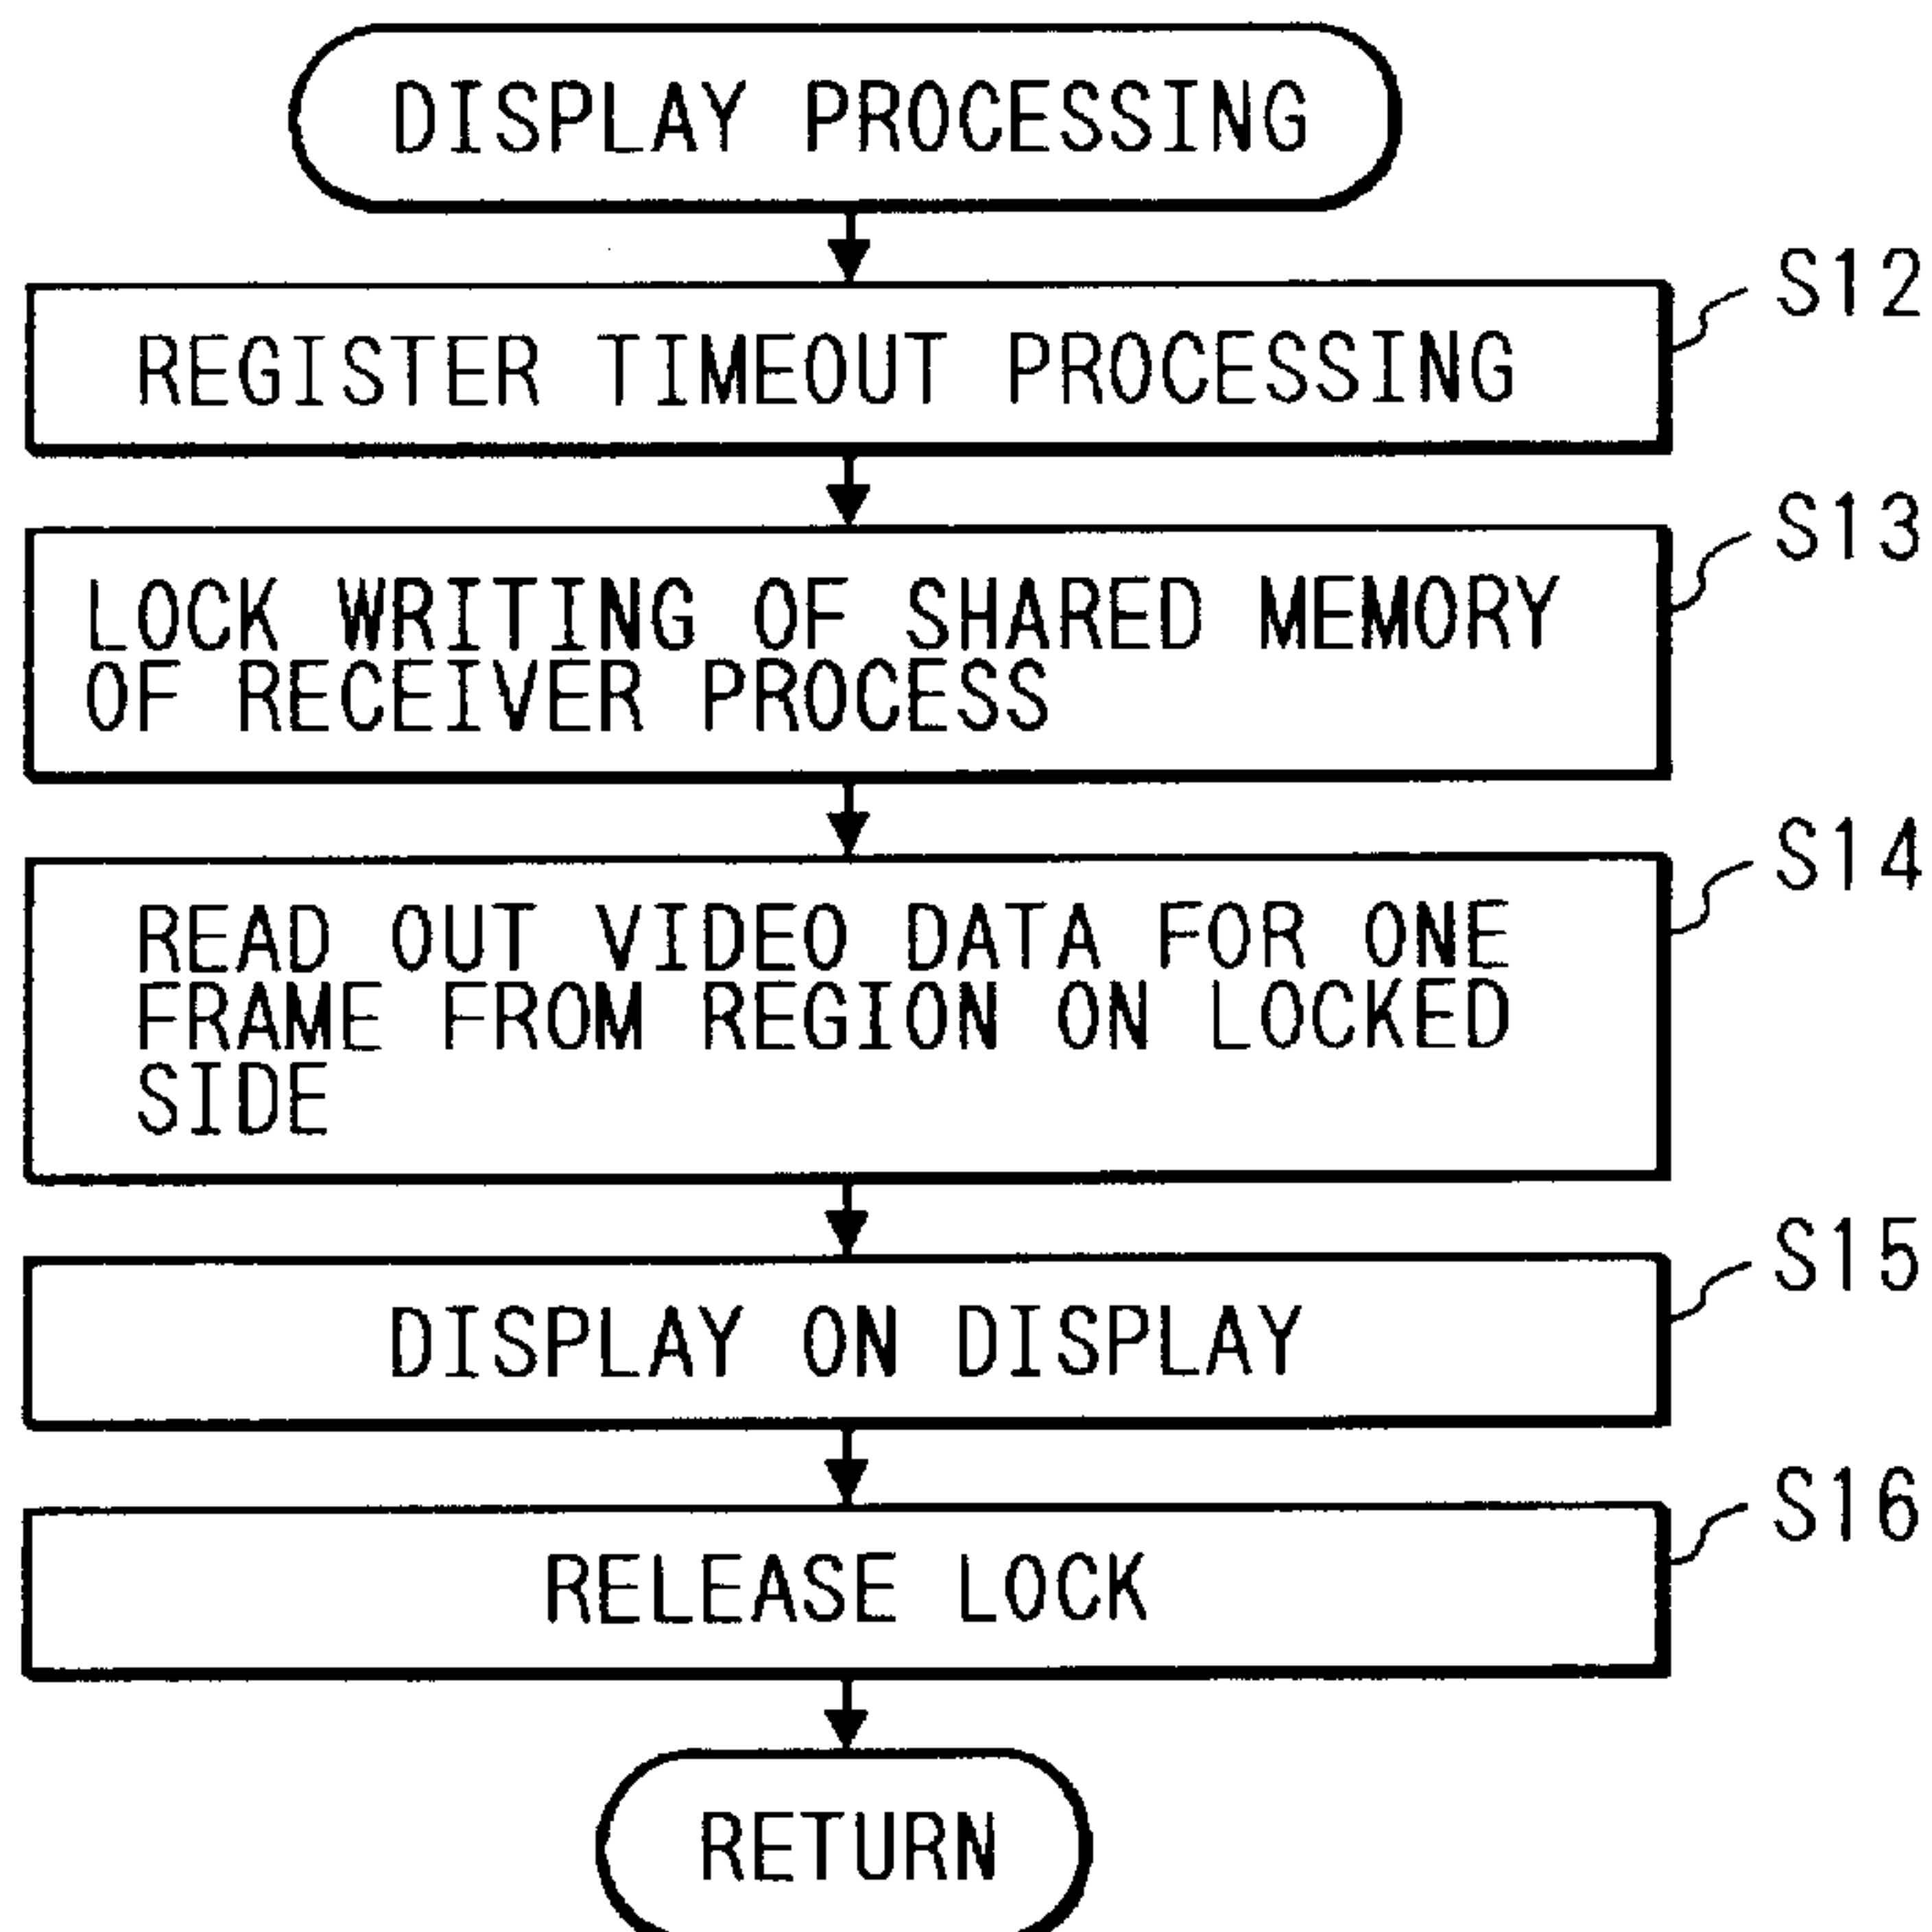 DISPLAY PROCESSING
S12
REGISTER TIMEOUT PROCESSING
S13
LOCK WRITING OF SHARED MEMORY
OF RECEIVER PROCESS
S14
READ OUT VIDEO DATA FOR ONE
FRAME FROM REGION ON LOCKED
SIDE
S15
DISPLAY ON DISPLAY
S16
RELEASE LOCK
RETURN